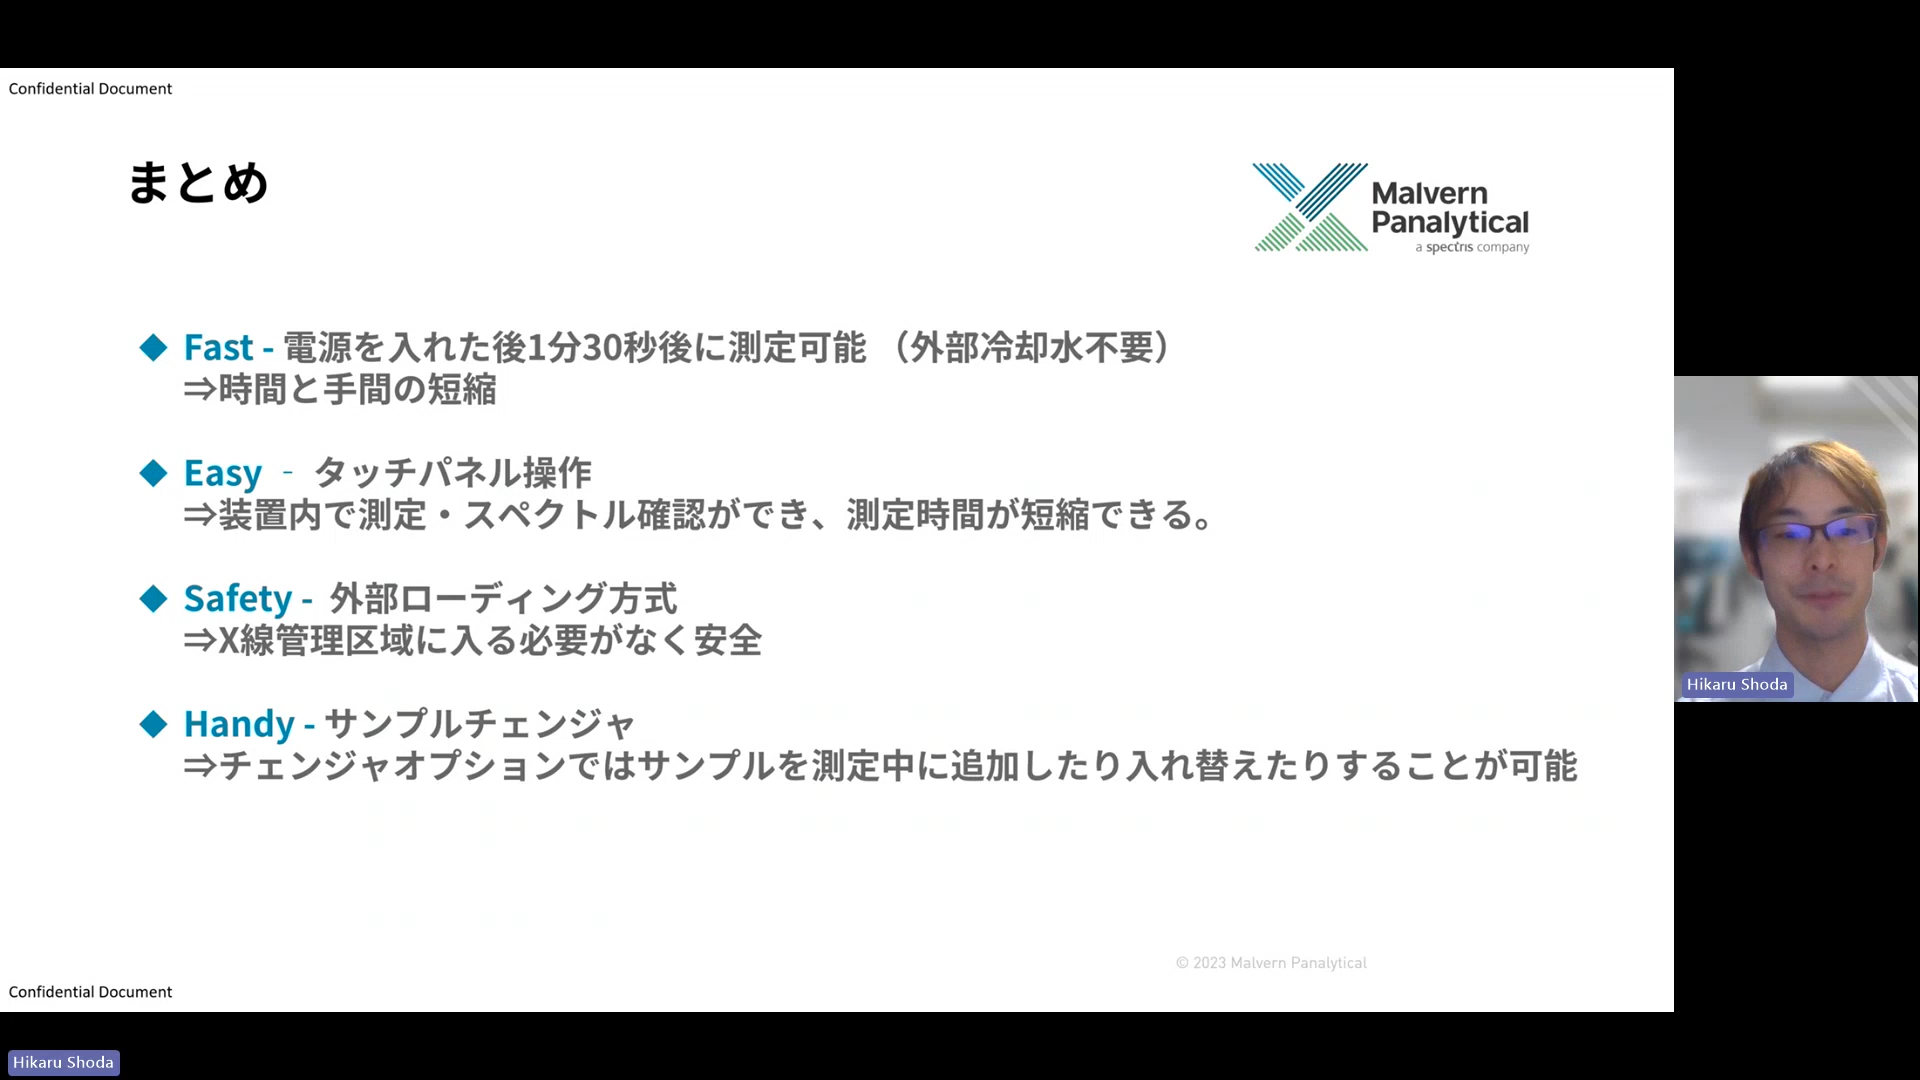 Confidential Document
まとめ
Malvern
Panalytical
a spectris company
◆ Fast - 電源を入れた後1分30秒後に測定可能 （外部冷却水不要）
⇒時間と手間の短縮
◆ Easy - タッチパネル操作
⇒装置内で測定・スペクトル確認ができ、測定時間が短縮できる。
◆ Safety - 外部ローディング方式
⇒X線管理区域に入る必要がなく安全
◆ Handy - サンプルチェンジャ
⇒チェンジャオプションではサンプルを測定中に追加したり入れ替えたりすることが可能
© 2023 Malvern Panalytical
Confidential Document
Hikaru Shoda
Hikaru Shoda